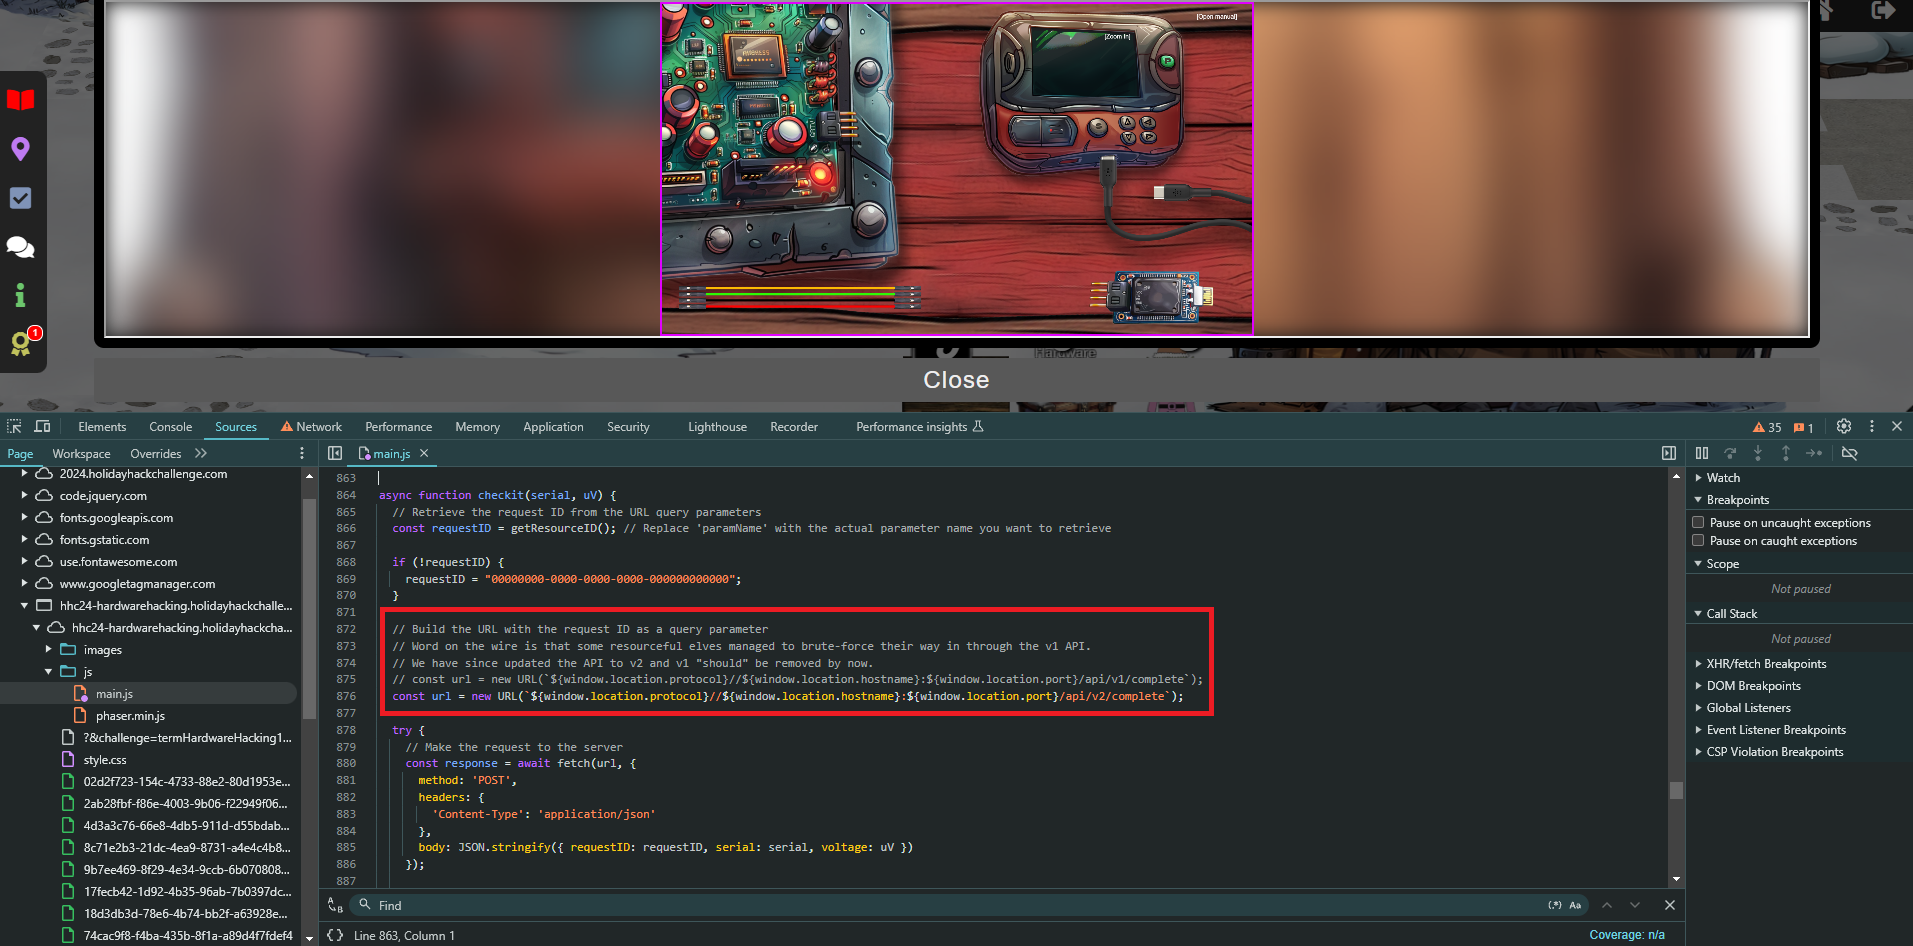 [Open manual]
[Zoom In]
P
S
1
Close
Elements
Console
Sources
Network
Performance
Memory
Application
Security
Lighthouse
Recorder
Performance insights
35
1
Page
Workspace
Overrides
main.js
2024.holidayhackchallenge.com
code.jquery.com
fonts.googleapis.com
fonts.gstatic.com
use.fontawesome.com
www.googletagmanager.com
hhc24-hardwarehacking.holidayhackchalle...
hhc24-hardwarehacking.holidayhackcha...
images
js
main.js
phaser.min.js
?&challenge=termHardwareHacking1...
style.css
02d2f723-154c-4733-88e2-80d1953e...
2ab28fbf-f86e-4003-9b06-f22949f06...
4d3a3c76-66e8-4db5-911d-d55bdab...
8c71e2b3-21dc-4ea9-8731-a4e4c4b8...
9b7ee469-8f29-4e34-9ccb-6b070808...
17fecb42-1d92-4b35-96ab-7b0397dc...
18d3db3d-78e6-4b74-bb2f-a63928e...
74cac9f8-f4ba-435b-8f1a-a89d4f7fdef4
863
864 async function checkit(serial, uV) {
865 // Retrieve the request ID from the URL query parameters
866 const requestID = getResourceID(); // Replace 'paramName' with the actual parameter name you want to retrieve
867
868 if (!requestID) {
869 requestID = "00000000-0000-0000-0000-000000000000";
870 }
871
872 // Build the URL with the request ID as a query parameter
873 // Word on the wire is that some resourceful elves managed to brute-force their way in through the v1 API.
874 // We have since updated the API to v2 and v1 "should" be removed by now.
875 // const url = new URL(`${window.location.protocol}//${window.location.hostname}:${window.location.port}/api/v1/complete`);
876 const url = new URL(`${window.location.protocol}//${window.location.hostname}:${window.location.port}/api/v2/complete`);
877
878 try {
879 // Make the request to the server
880 const response = await fetch(url, {
881 method: 'POST',
882 headers: {
883 'Content-Type': 'application/json'
884 },
885 body: JSON.stringify({ requestID: requestID, serial: serial, voltage: uV })
886 });
887
Find
(.*) Aa
{ } Line 863, Column 1
Coverage: n/a
Watch
Breakpoints
Pause on uncaught exceptions
Pause on caught exceptions
Scope
Not paused
Call Stack
Not paused
XHR/fetch Breakpoints
DOM Breakpoints
Global Listeners
Event Listener Breakpoints
CSP Violation Breakpoints